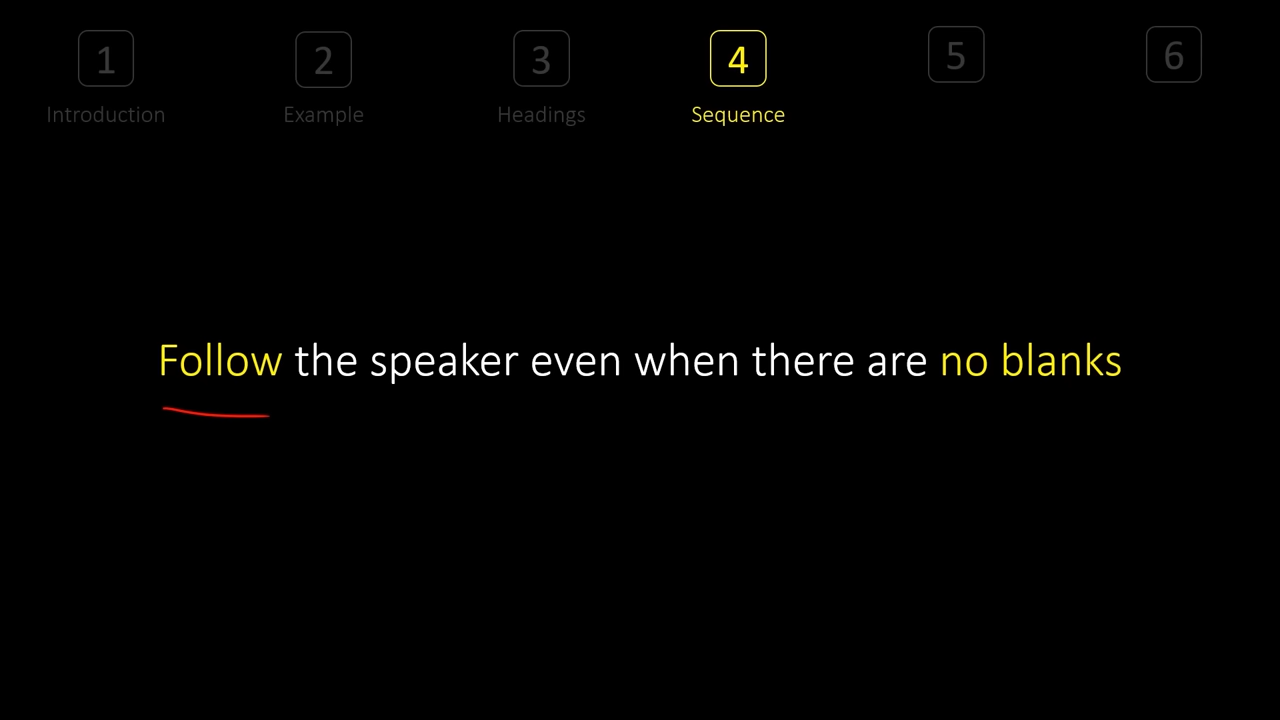 1 2 3 4 5 6
Introduction Example Headings Sequence
Follow the speaker even when there are no blanks